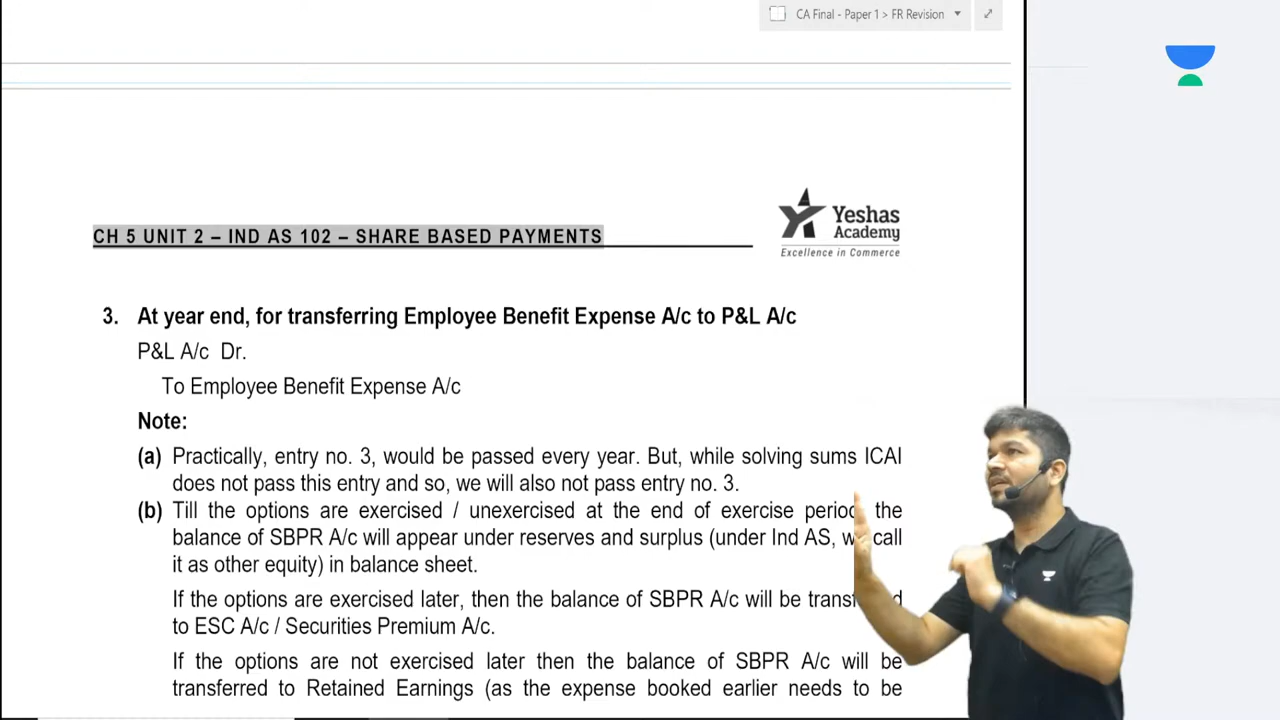 CA Final - Paper 1 > FR Revision
Yeshas
Academy
Excellence in Commerce
CH 5 UNIT 2 – IND AS 102 – SHARE BASED PAYMENTS
3. At year end, for transferring Employee Benefit Expense A/c to P&L A/c
P&L A/c Dr.
To Employee Benefit Expense A/c
Note:
(a) Practically, entry no. 3, would be passed every year. But, while solving sums ICAI
does not pass this entry and so, we will also not pass entry no. 3.
(b) Till the options are exercised / unexercised at the end of exercise the
balance of SBPR A/c will appear under reserves and surplus (under Ind AS, call
it as other equity) in balance sheet.
If the options are exercised later, then the balance of SBPR A/c will be
to ESC A/c / Securities Premium A/c.
If the options are not exercised later then the balance of SBPR A/c will be
transferred to Retained Earnings (as the expense booked earlier needs to be